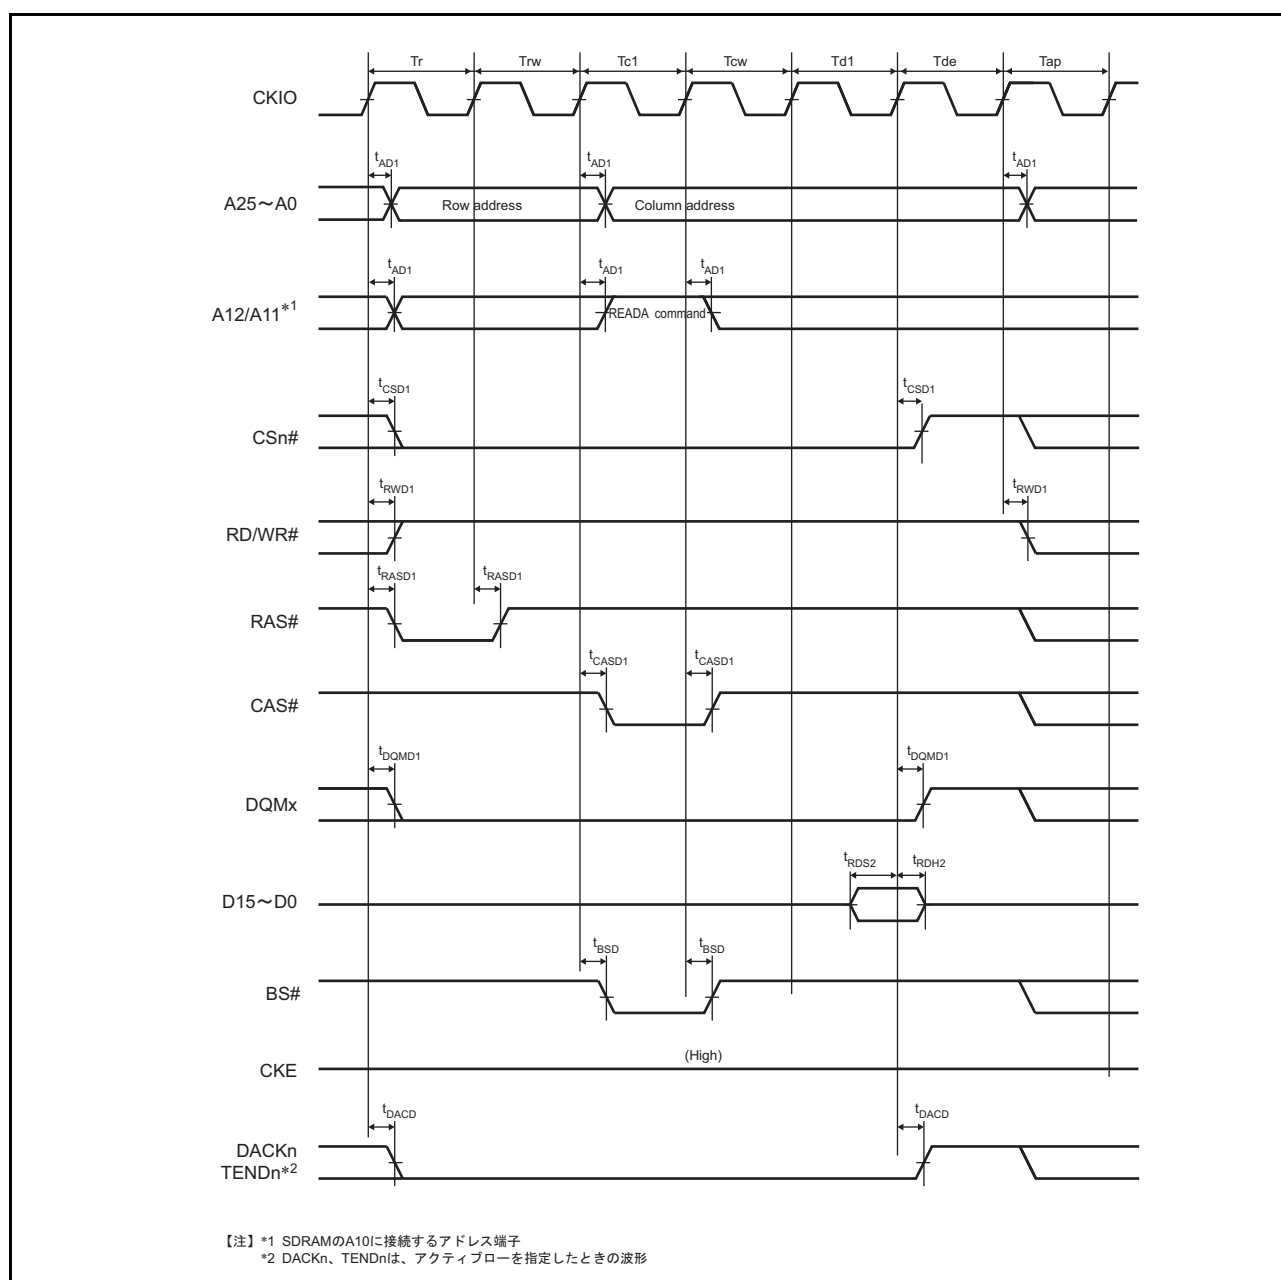 Tr Trw Tc1 Tcw Td1 Tde Tap
CKIO
tAD1 tAD1 tAD1
A25～A0 Row address Column address
tAD1 tAD1 tAD1
A12/A11*1 READA command
tCSD1 tCSD1
CSn#
tRWD1 tRWD1
RD/WR#
tRASD1 tRASD1
RAS#
tCASD1 tCASD1
CAS#
tDQMD1 tDQMD1
DQMx
tRDS2 tRDH2
D15～D0
tBSD tBSD
BS#
(High)
CKE
tDACD tDACD
DACKn
TENDn*2
【注】*1 SDRAMのA10に接続するアドレス端子
*2 DACKn、TENDnは、アクティブローを指定したときの波形